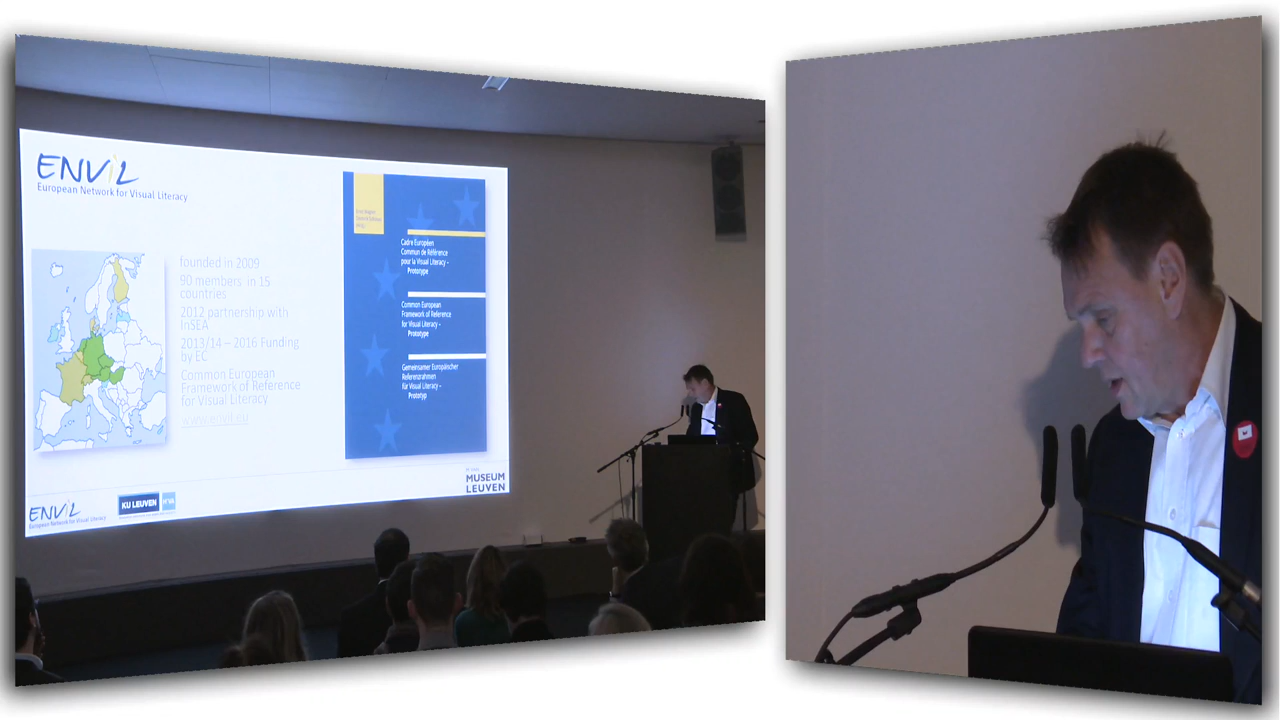 ENViL
European Network for Visual Literacy
founded in 2009
90 members in 15
countries
2012 partnership with
InSEA
2013/14 – 2016 Funding
by EC
Common European
Framework of Reference
for Visual Literacy
www.envil.eu
Cadre Européen
Commun de Référence
pour la Visual Literacy –
Prototype
Common European
Framework of Reference
for Visual Literacy –
Prototype
Gemeinsamer Europäischer
Referenzrahmen
für Visual Literacy –
Prototyp
ENViL
European Network for Visual Literacy
KU LEUVEN
MUSEUM
LEUVEN